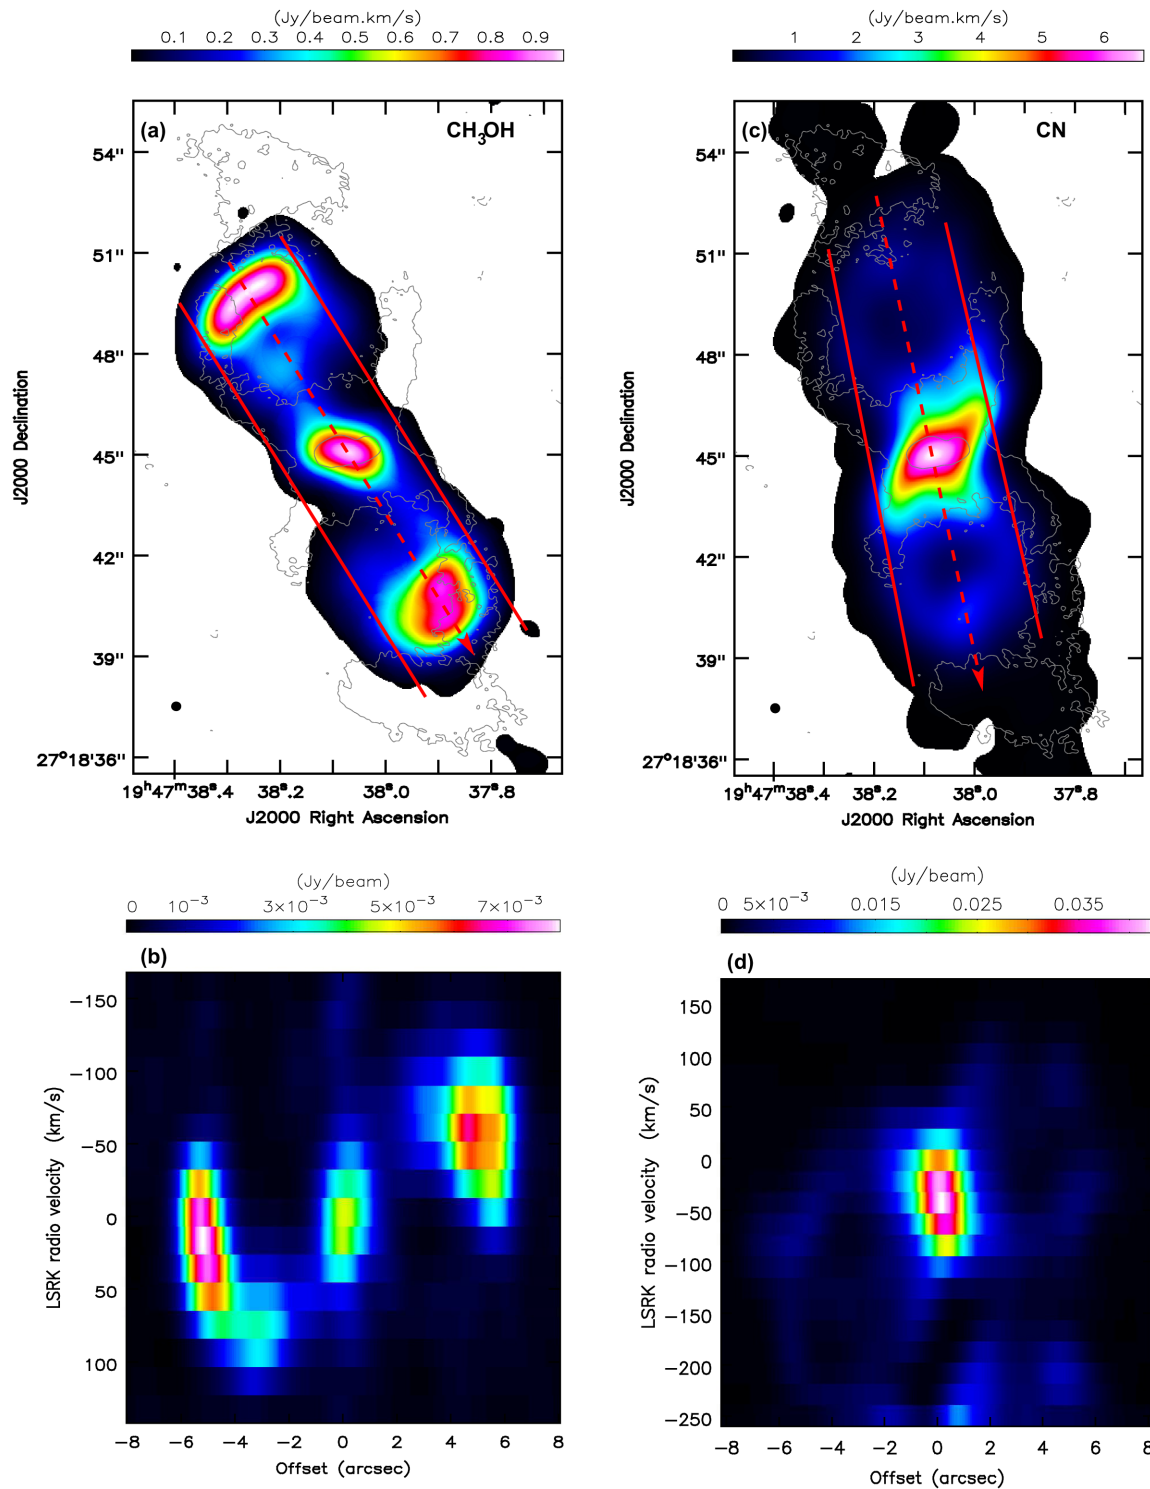 (Jy/beam.km/s)
0.1 0.2 0.3 0.4 0.5 0.6 0.7 0.8 0.9
(a) CH3OH
54''
51''
48''
45''
42''
39''
27°18'36''
J2000 Declination
19h47m38s.4 38s.2 38s.0 37s.8
J2000 Right Ascension
(Jy/beam.km/s)
1 2 3 4 5 6
(c) CN
54''
51''
48''
45''
42''
39''
27°18'36''
J2000 Declination
19h47m38s.4 38s.2 38s.0 37s.8
J2000 Right Ascension
(Jy/beam)
0 10⁻³ 3×10⁻³ 5×10⁻³ 7×10⁻³
(b)
−150
−100
−50
0
50
100
LSRK radio velocity (km/s)
−8 −6 −4 −2 0 2 4 6 8
Offset (arcsec)
(Jy/beam)
0 5×10⁻³ 0.015 0.025 0.035
(d)
150
100
50
0
−50
−100
−150
−200
−250
LSRK radio velocity (km/s)
−8 −6 −4 −2 0 2 4 6 8
Offset (arcsec)